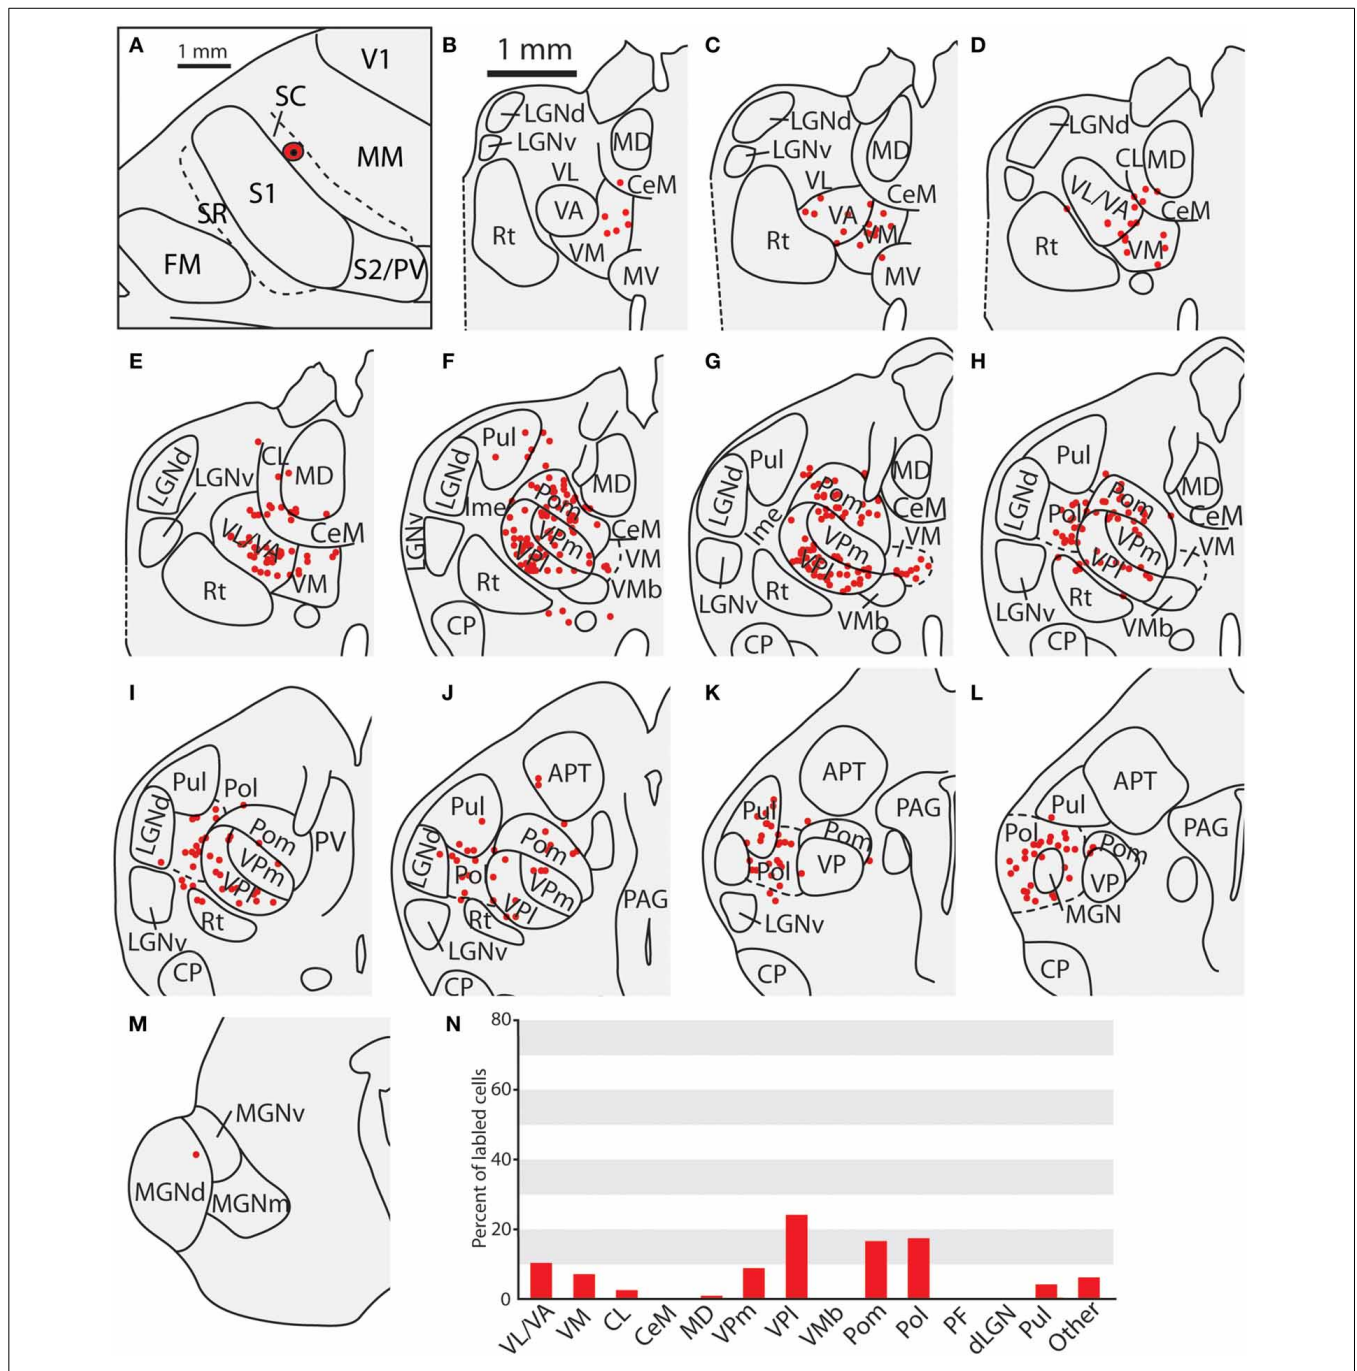 A
1 mm
V1
SC
MM
S1
SR
FM
S2/PV
B
1 mm
LGNd
LGNv
MD
VL
CeM
VA
Rt
VM
MV
C
LGNd
LGNv
MD
VL
CeM
VA
VM
Rt
MV
D
LGNd
CL
MD
VL/VA
CeM
Rt
VM
E
LGNd
LGNv
CL
MD
VL/VA
CeM
Rt
VM
F
Pul
LGNd
MD
Pom
Ime
VPm
CeM
LGNv
VPl
VM
Rt
VMb
CP
G
Pul
MD
LGNd
Pom
CeM
Ime
VPm
VM
VPl
LGNv
Rt
VMb
CP
H
Pul
LGNd
MD
Pom
Pol
CeM
VPm
VM
VPl
LGNv
Rt
VMb
CP
I
Pul
Pol
LGNd
Pom
PV
VPm
VPl
Rt
LGNv
CP
J
APT
Pul
LGNd
Pom
Pol
VPm
VPl
PAG
Rt
LGNv
CP
K
APT
Pul
PAG
Pom
VP
Pol
LGNv
CP
L
APT
Pul
PAG
Pol
Pom
VP
MGN
CP
M
MGNv
MGNd
MGNm
N
Percent of labled cells
80
60
40
20
0
VL/VA
VM
CL
CeM
MD
VPm
VPl
VMb
Pom
Pol
PF
dLGN
Pul
Other